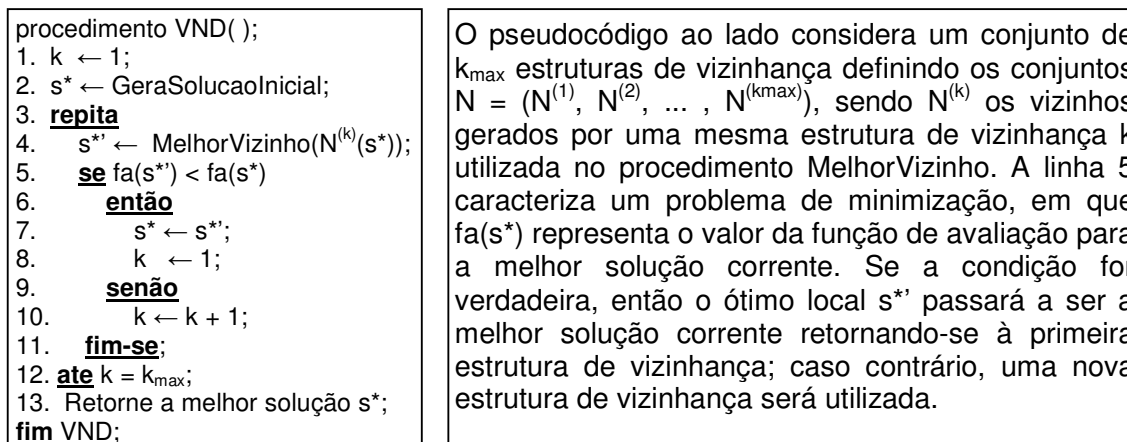 procedimento VND( );
1. k ← 1;
2. s* ← GeraSolucaoInicial;
3. repita
4. s*' ← MelhorVizinho(N(k)(s*));
5. se fa(s*') < fa(s*)
6. então
7. s* ← s*';
8. k ← 1;
9. senão
10. k ← k + 1;
11. fim-se;
12. ate k = kmax;
13. Retorne a melhor solução s*;
fim VND;
O pseudocódigo ao lado considera um conjunto de
kmax estruturas de vizinhança definindo os conjuntos
N = (N(1), N(2), ... , N(kmax)), sendo N(k) os vizinhos
gerados por uma mesma estrutura de vizinhança k
utilizada no procedimento MelhorVizinho. A linha 5
caracteriza um problema de minimização, em que
fa(s*) representa o valor da função de avaliação para
a melhor solução corrente. Se a condição for
verdadeira, então o ótimo local s*' passará a ser a
melhor solução corrente retornando-se à primeira
estrutura de vizinhança; caso contrário, uma nova
estrutura de vizinhança será utilizada.